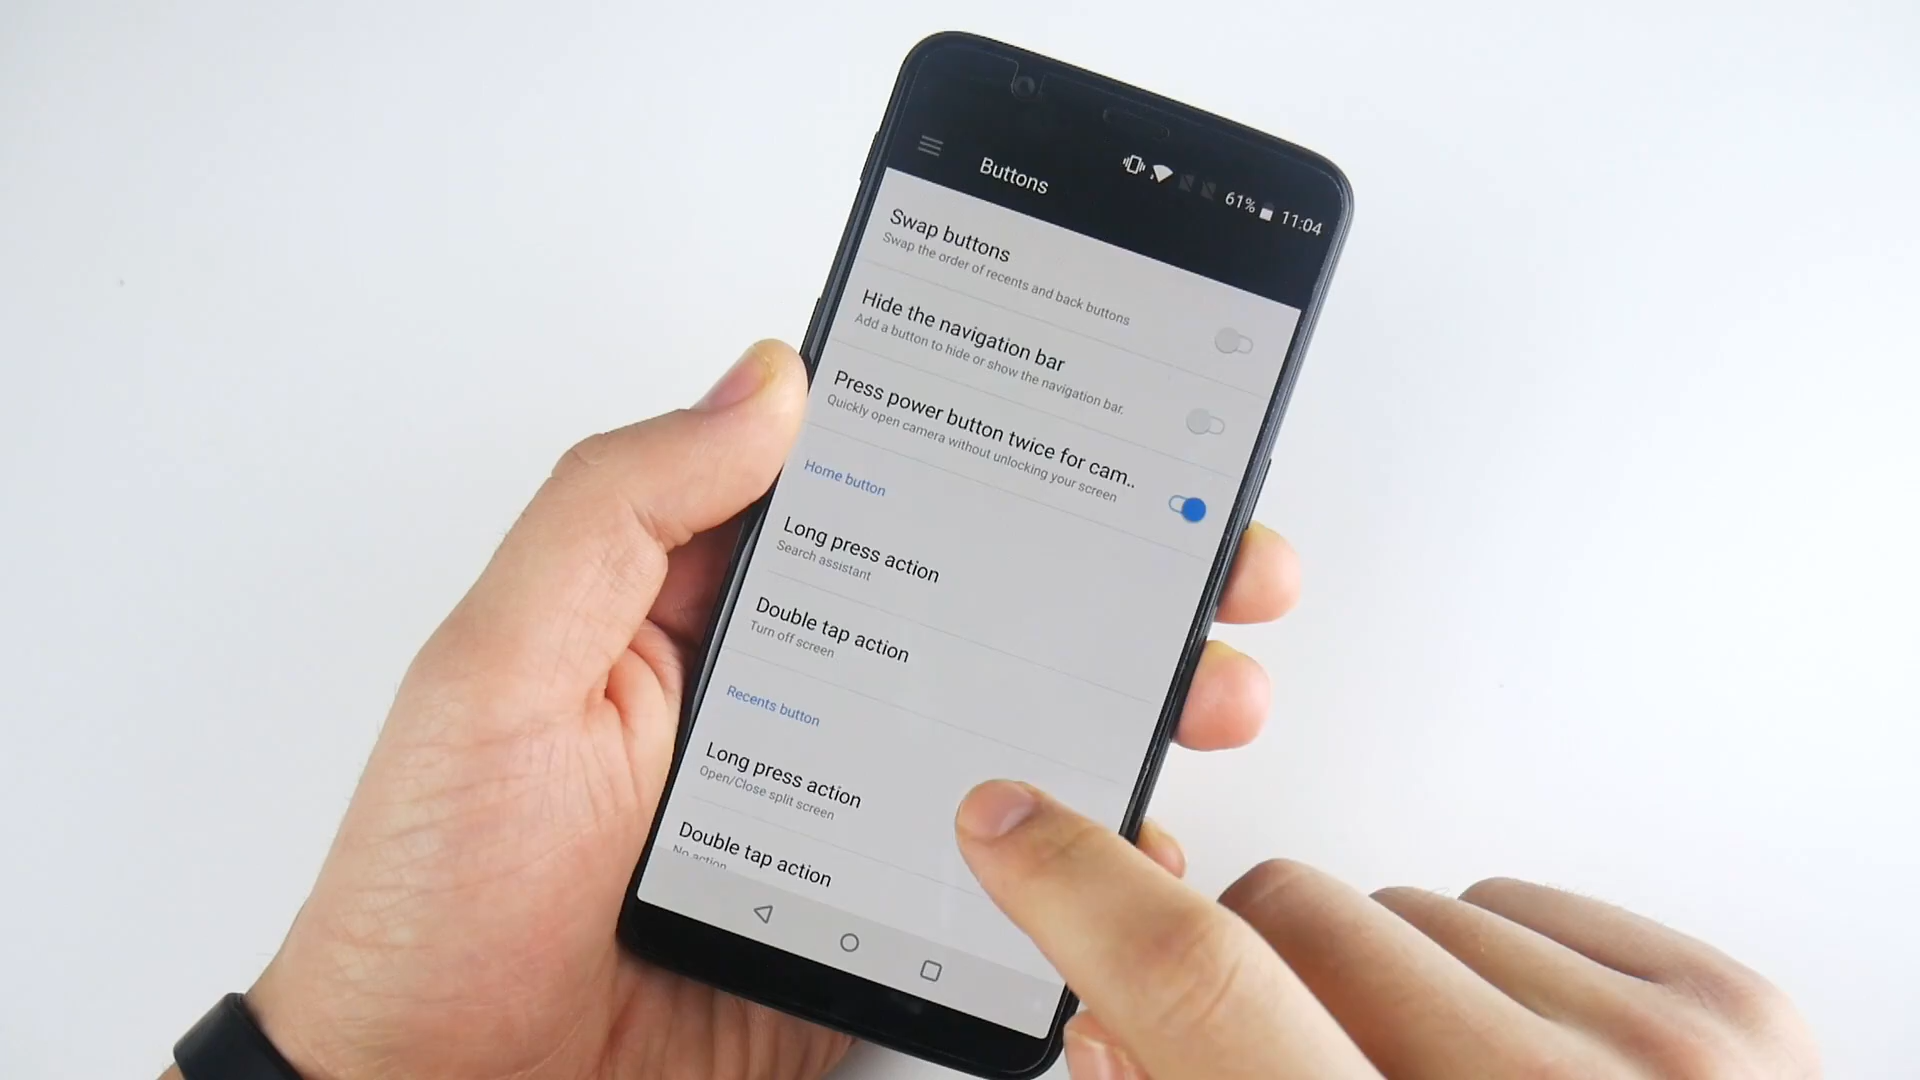 61% 11:04
Buttons
Swap buttons
Swap the order of recents and back buttons
Hide the navigation bar
Add a button to hide or show the navigation bar.
Press power button twice for cam..
Quickly open camera without unlocking your screen
Home button
Long press action
Search assistant
Double tap action
Turn off screen
Recents button
Long press action
Open/Close split screen
Double tap action
No action